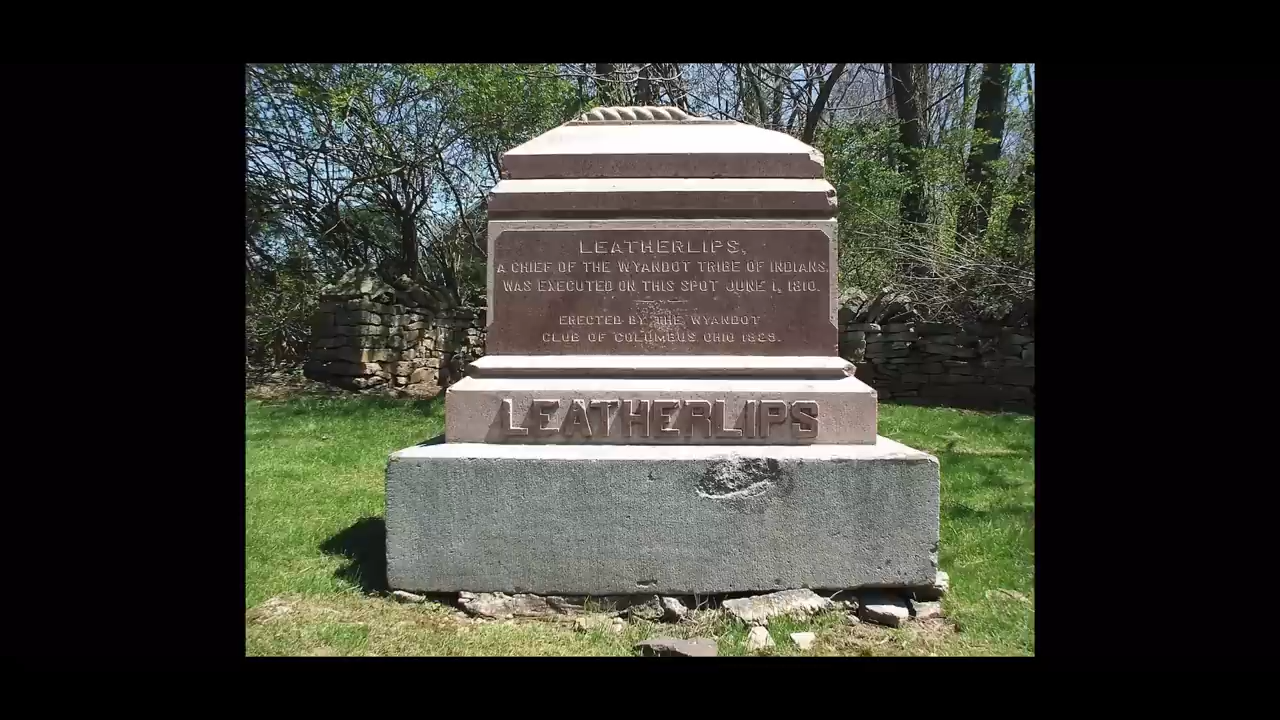 LEATHERLIPS,
A CHIEF OF THE WYANDOT TRIBE OF INDIANS.
WAS EXECUTED ON THIS SPOT JUNE 1, 1810.
ERECTED BY THE WYANDOT
CLUB OF COLUMBUS OHIO 1829.
LEATHERLIPS